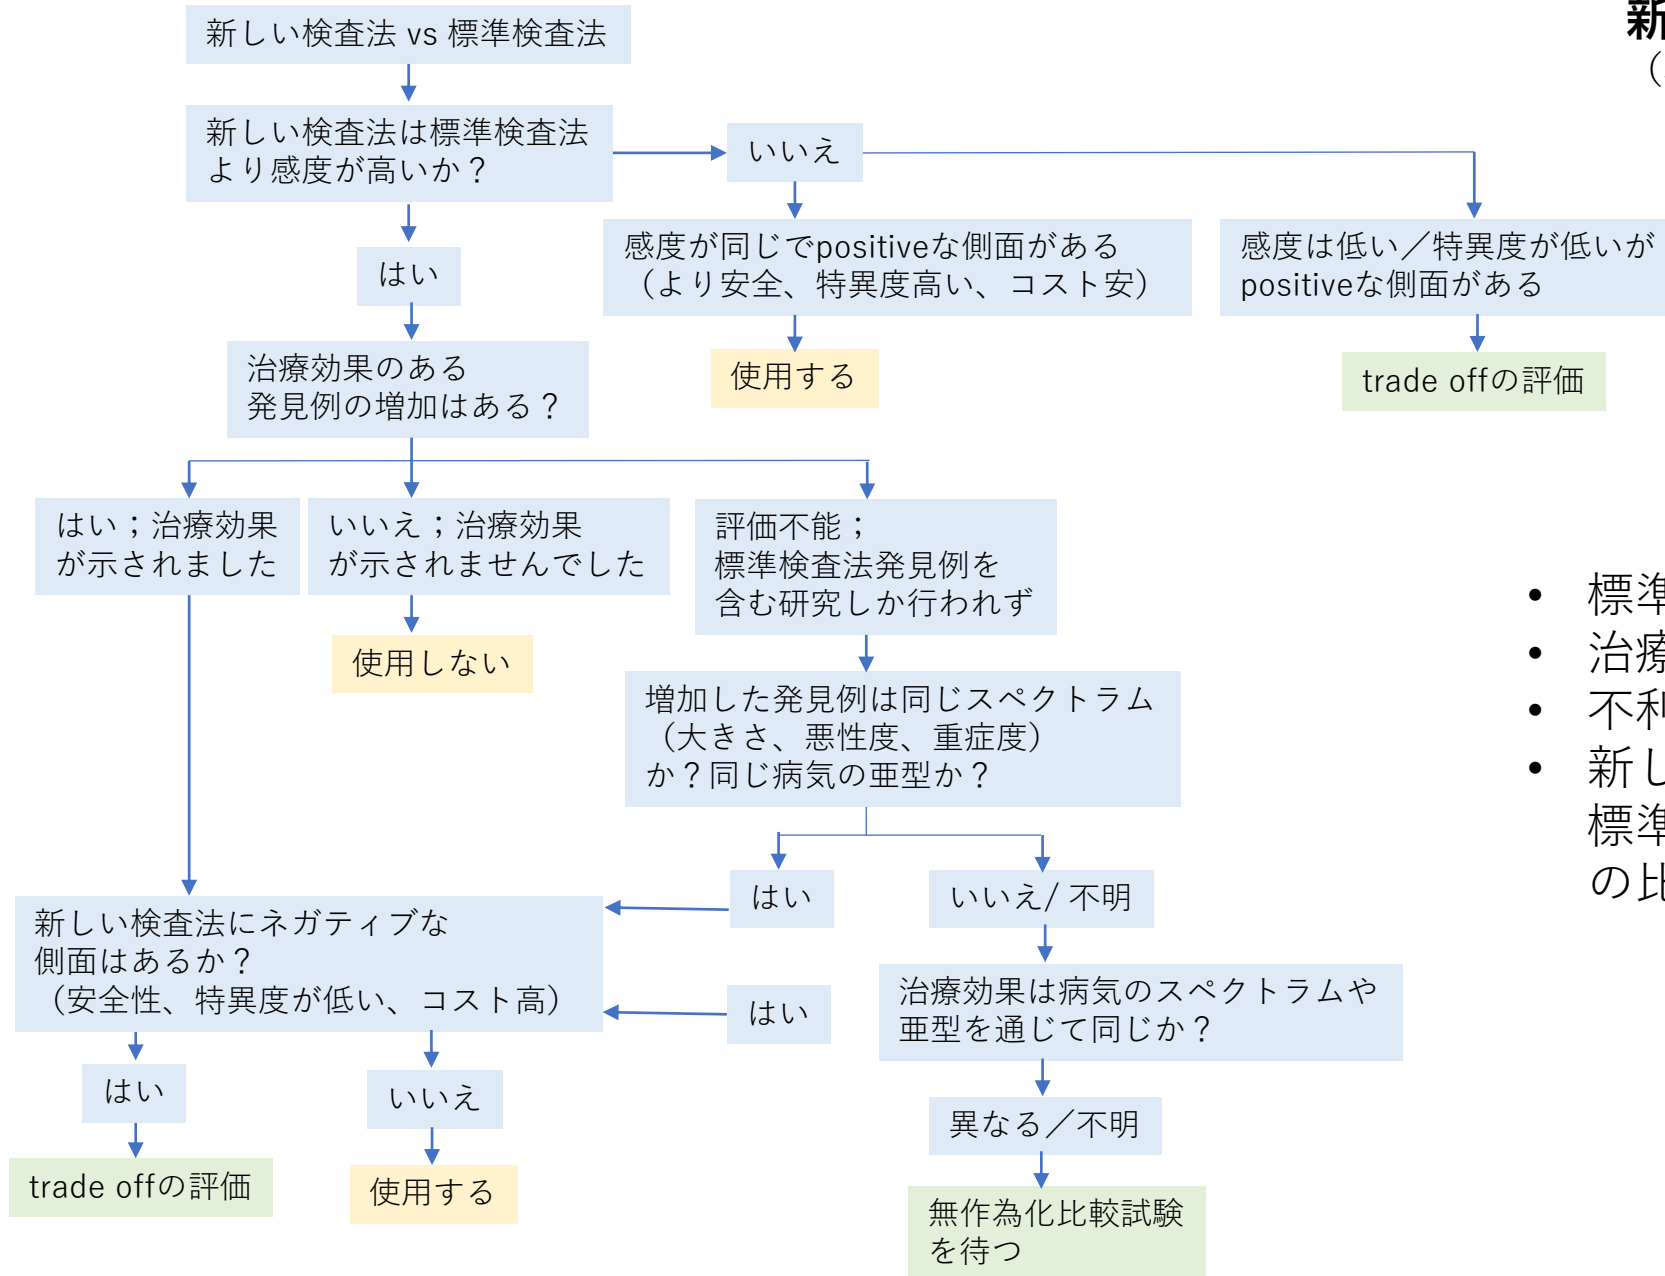 新しい検査法 vs 標準検査法
新しい検査法は標準検査法
より感度が高いか？
いいえ
はい
感度が同じでpositiveな側面がある
（より安全、特異度高い、コスト安）
感度は低い／特異度が低いが
positiveな側面がある
治療効果のある
発見例の増加はある？
使用する
trade offの評価
はい；治療効果
が示されました
いいえ；治療効果
が示されませんでした
評価不能；
標準検査法発見例を
含む研究しか行われず
使用しない
増加した発見例は同じスペクトラム
（大きさ、悪性度、重症度）
か？同じ病気の亜型か？
はい
いいえ/ 不明
新しい検査法にネガティブな
側面はあるか？
（安全性、特異度が低い、コスト高）
はい
治療効果は病気のスペクトラムや
亜型を通じて同じか？
はい
いいえ
異なる／不明
trade offの評価
使用する
無作為化比較試験
を待つ
新
（
• 標準
• 治療
• 不利
• 新し
標準
の比